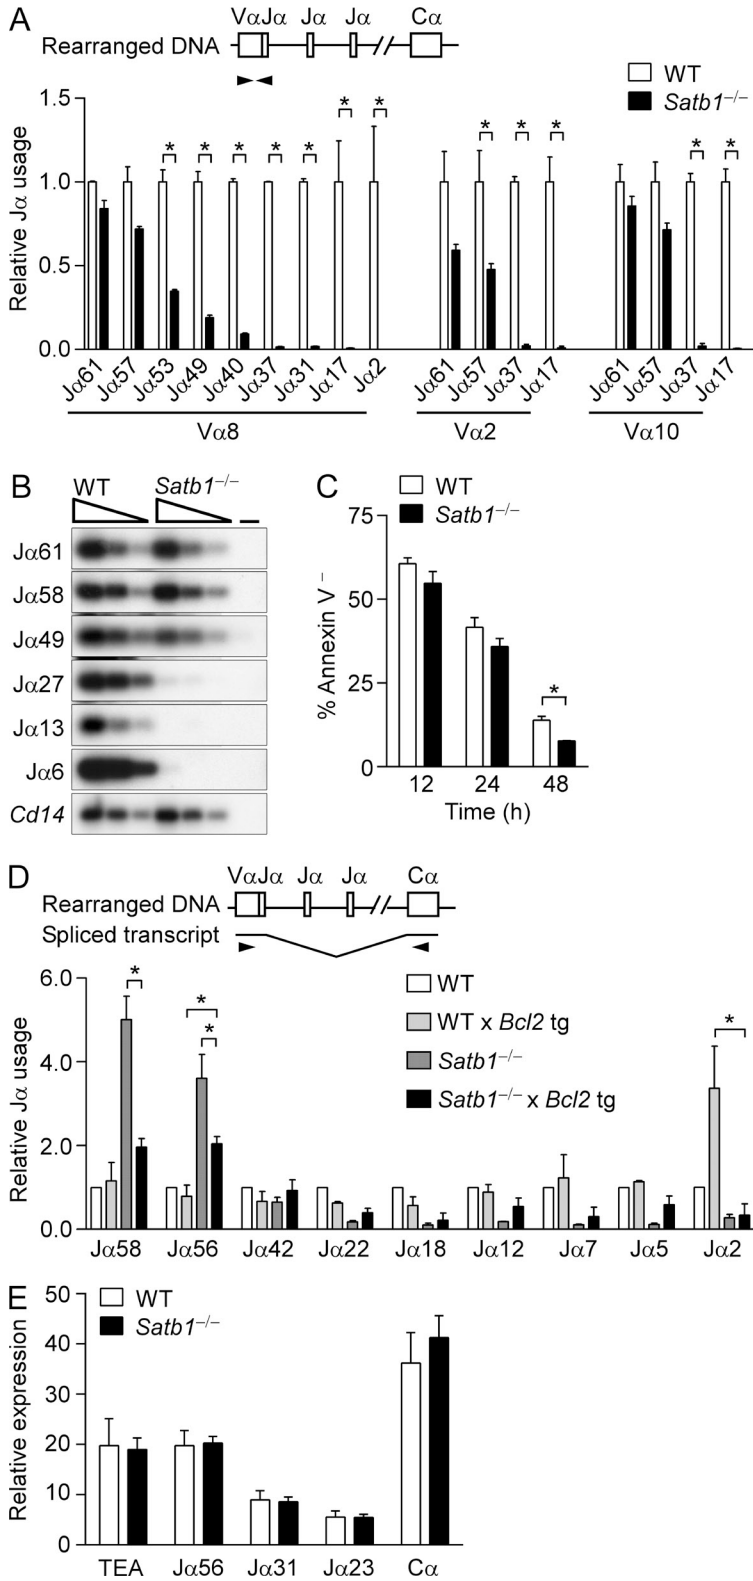 A
VαJα Jα Jα Cα
Rearranged DNA
WT
Satb1−/−
Relative Jα usage
1.5
1.0
0.5
0.0
* * * * * * * * * * * *
Jα61 Jα57 Jα53 Jα49 Jα40 Jα37 Jα31 Jα17 Jα2 Jα61 Jα57 Jα37 Jα17 Jα61 Jα57 Jα37 Jα17
Vα8 Vα2 Vα10
B
WT Satb1−/−
Jα61
Jα58
Jα49
Jα27
Jα13
Jα6
Cd14
C
WT
Satb1−/−
% Annexin V −
75
50
25
0
*
12 24 48
Time (h)
D
VαJα Jα Jα Cα
Rearranged DNA
Spliced transcript
WT
WT x Bcl2 tg
Satb1−/−
Satb1−/− x Bcl2 tg
Relative Jα usage
6.0
4.0
2.0
0.0
* * * *
Jα58 Jα56 Jα42 Jα22 Jα18 Jα12 Jα7 Jα5 Jα2
E
WT
Satb1−/−
Relative expression
50
40
30
20
10
0
TEA Jα56 Jα31 Jα23 Cα